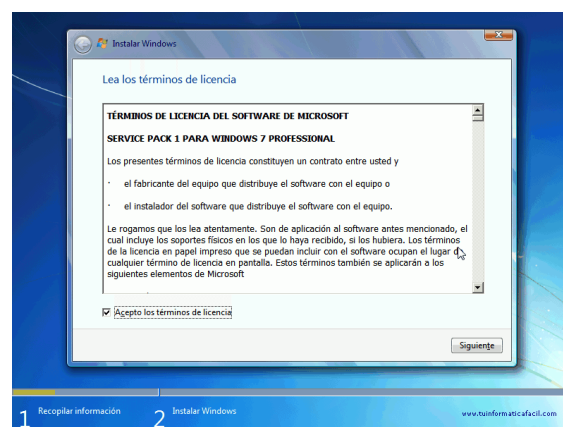 Instalar Windows
Lea los términos de licencia
TÉRMINOS DE LICENCIA DEL SOFTWARE DE MICROSOFT
SERVICE PACK 1 PARA WINDOWS 7 PROFESSIONAL
Los presentes términos de licencia constituyen un contrato entre usted y
· el fabricante del equipo que distribuye el software con el equipo o
· el instalador del software que distribuye el software con el equipo.
Le rogamos que los lea atentamente. Son de aplicación al software antes mencionado, el
cual incluye los soportes físicos en los que lo haya recibido, si los hubiera. Los términos
de la licencia en papel impreso que se puedan incluir con el software ocupan el lugar d
cualquier término de licencia en pantalla. Estos términos también se aplicarán a los
siguientes elementos de Microsoft
Acepto los términos de licencia
Siguiente
1 Recopilar información
2 Instalar Windows
www.tuinformaticafacil.com